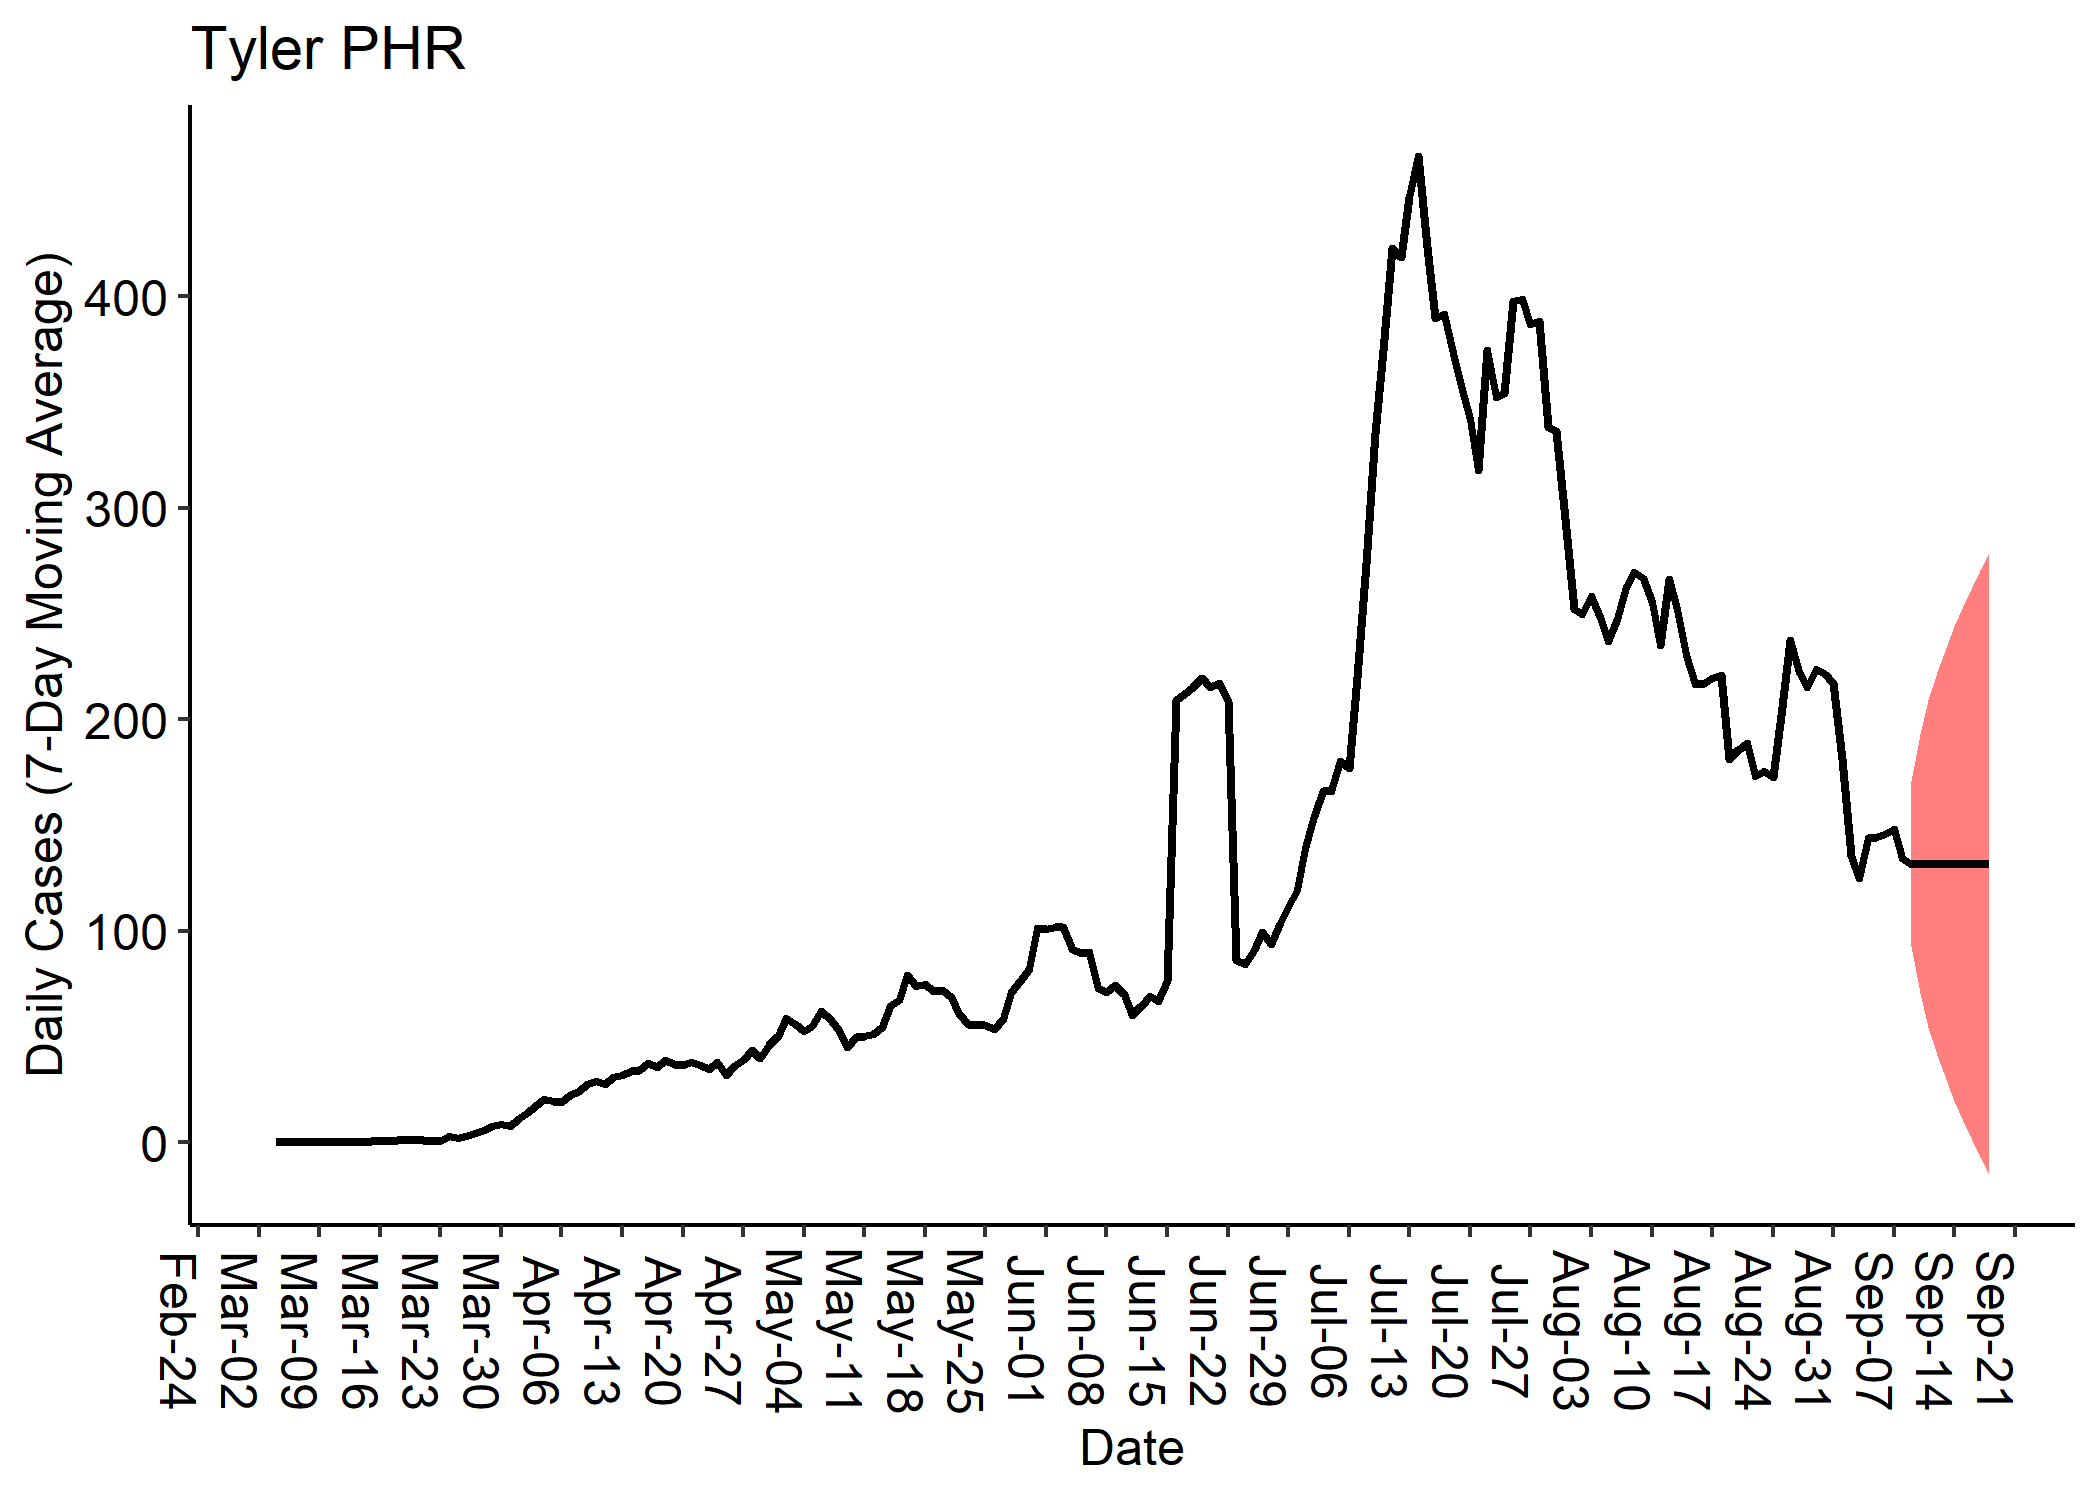 Tyler PHR
Daily Cases (7-Day Moving Average)
400
300
200
100
0
Feb-24
Mar-02
Mar-09
Mar-16
Mar-23
Mar-30
Apr-06
Apr-13
Apr-20
Apr-27
May-04
May-11
May-18
May-25
Jun-01
Jun-08
Jun-15
Jun-22
Jun-29
Jul-06
Jul-13
Jul-20
Jul-27
Aug-03
Aug-10
Aug-17
Aug-24
Aug-31
Sep-07
Sep-14
Sep-21
Date